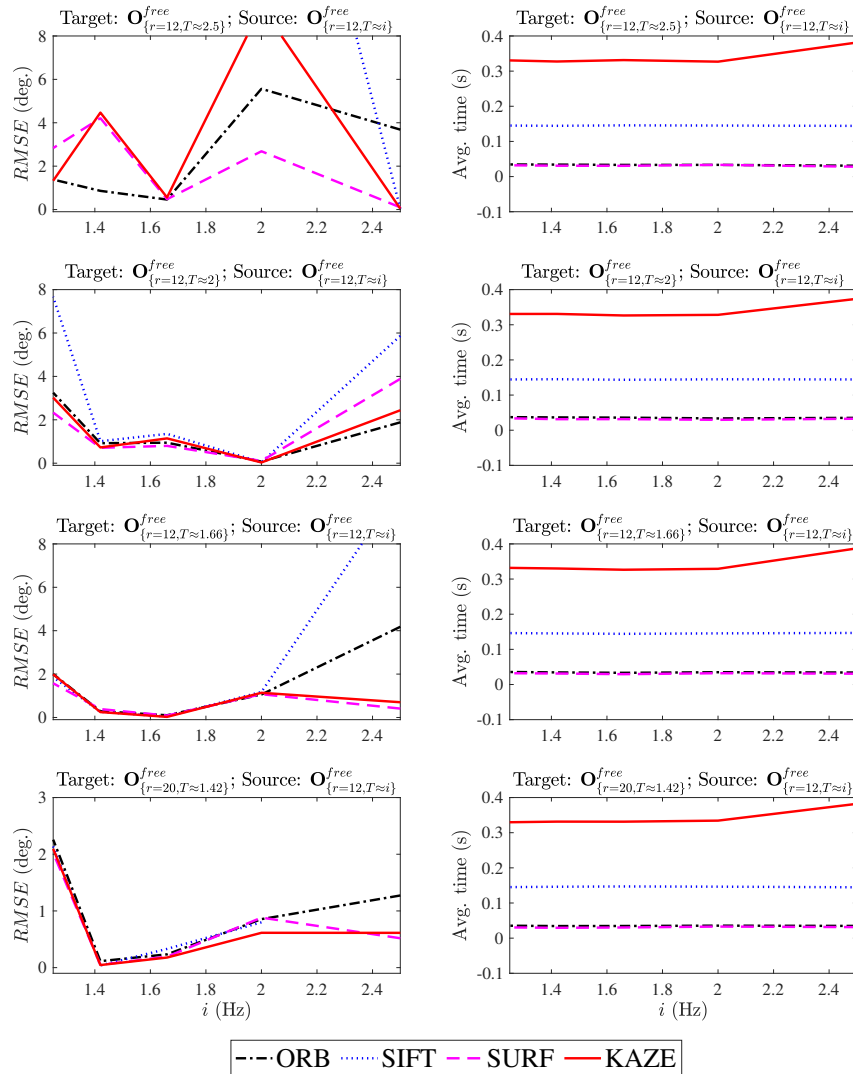 Target: O^{free}_{{r=12,T≈2.5}}; Source: O^{free}_{{r=12,T≈i}}
RMSE (deg.)
8
6
4
2
0
1.4 1.6 1.8 2 2.2 2.4
Target: O^{free}_{{r=12,T≈2.5}}; Source: O^{free}_{{r=12,T≈i}}
Avg. time (s)
0.4
0.3
0.2
0.1
0
-0.1
1.4 1.6 1.8 2 2.2 2.4
Target: O^{free}_{{r=12,T≈2}}; Source: O^{free}_{{r=12,T≈i}}
RMSE (deg.)
8
6
4
2
0
1.4 1.6 1.8 2 2.2 2.4
Target: O^{free}_{{r=12,T≈2}}; Source: O^{free}_{{r=12,T≈i}}
Avg. time (s)
0.4
0.3
0.2
0.1
0
-0.1
1.4 1.6 1.8 2 2.2 2.4
Target: O^{free}_{{r=12,T≈1.66}}; Source: O^{free}_{{r=12,T≈i}}
RMSE (deg.)
8
6
4
2
0
1.4 1.6 1.8 2 2.2 2.4
Target: O^{free}_{{r=12,T≈1.66}}; Source: O^{free}_{{r=12,T≈i}}
Avg. time (s)
0.4
0.3
0.2
0.1
0
-0.1
1.4 1.6 1.8 2 2.2 2.4
Target: O^{free}_{{r=20,T≈1.42}}; Source: O^{free}_{{r=12,T≈i}}
RMSE (deg.)
3
2
1
0
1.4 1.6 1.8 2 2.2 2.4
i (Hz)
Target: O^{free}_{{r=20,T≈1.42}}; Source: O^{free}_{{r=12,T≈i}}
Avg. time (s)
0.4
0.3
0.2
0.1
0
-0.1
1.4 1.6 1.8 2 2.2 2.4
i (Hz)
ORB SIFT SURF KAZE